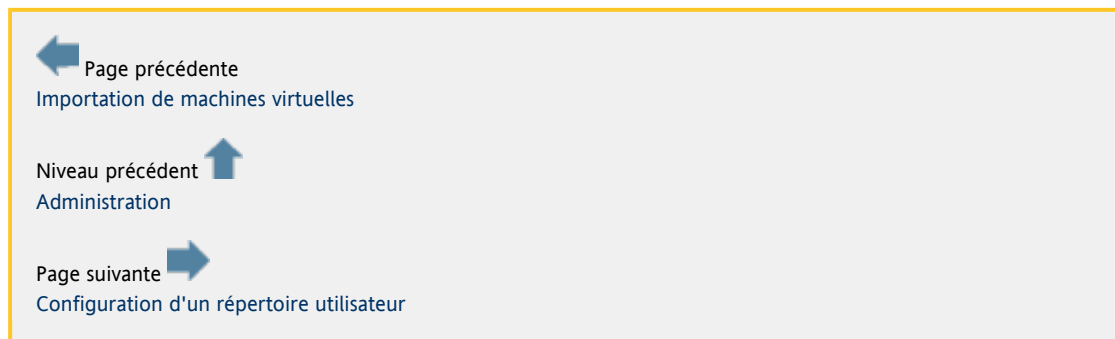 Page précédente
Importation de machines virtuelles
Niveau précédent
Administration
Page suivante
Configuration d'un répertoire utilisateur